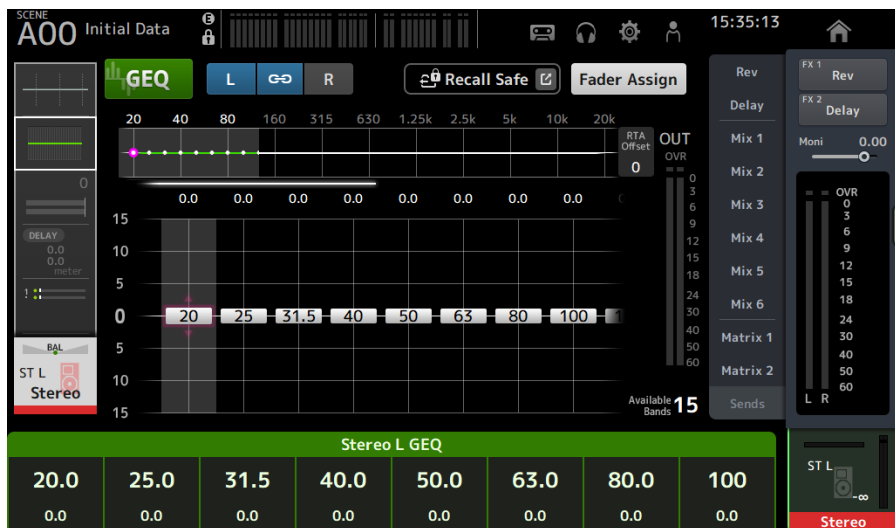 SCENE
A00 Initial Data
E
15:35:13
GEQ
L
R
Recall Safe
Fader Assign
20 40 80 160 315 630 1.25k 2.5k 5k 10k 20k
RTA
Offset
0
0.0 0.0 0.0 0.0 0.0 0.0 0.0 0.0
15
10
5
0
5
10
15
20 25 31.5 40 50 63 80 100
OUT
OVR
0
3
6
9
12
15
18
24
30
40
50
60
Available
Bands 15
0
DELAY
0.0
0.0
meter
BAL
ST L
Stereo
Rev
Delay
Mix 1
Mix 2
Mix 3
Mix 4
Mix 5
Mix 6
Matrix 1
Matrix 2
Sends
FX 1
Rev
FX 2
Delay
Moni 0.00
OVR
0
3
6
9
12
15
18
24
30
40
50
60
L R
Stereo L GEQ
20.0 25.0 31.5 40.0 50.0 63.0 80.0 100
0.0 0.0 0.0 0.0 0.0 0.0 0.0 0.0
ST L
-∞
Stereo